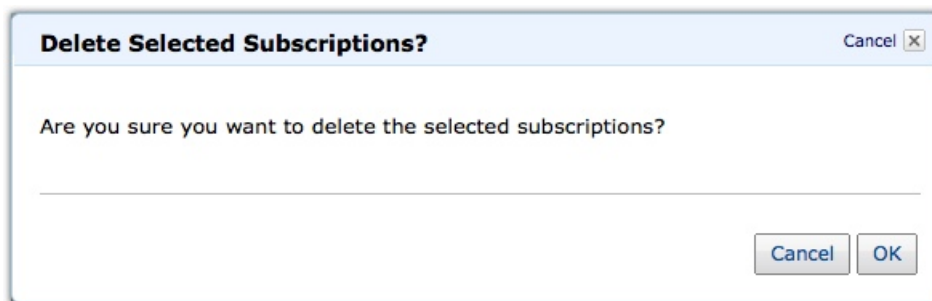 Delete Selected Subscriptions?
Cancel
Are you sure you want to delete the selected subscriptions?
Cancel OK